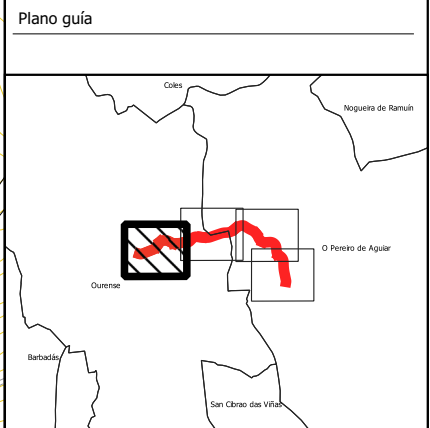 Plano guía
Coles
Nogueira de Ramuín
O Pereiro de Aguiar
Ourense
Barbadás
San Cibrao das Viñas